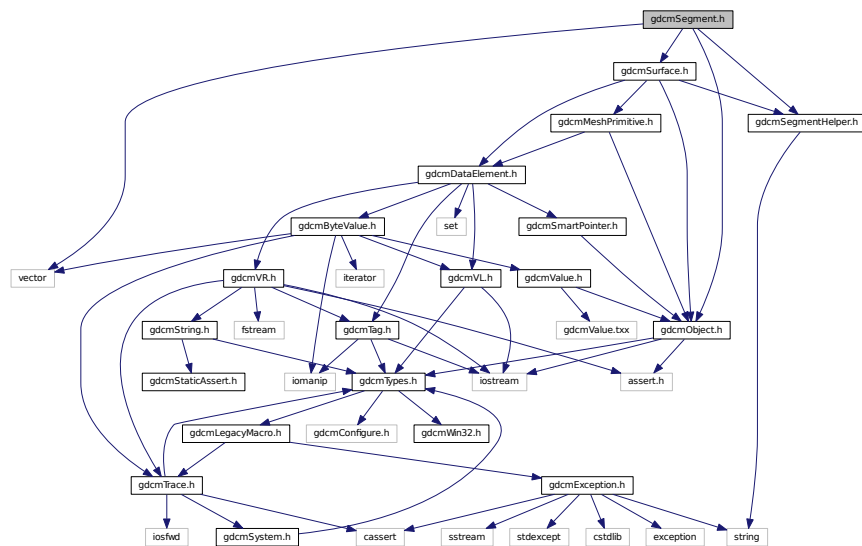 gdcmSegment.h
gdcmSurface.h
gdcmMeshPrimitive.h
gdcmSegmentHelper.h
gdcmDataElement.h
gdcmByteValue.h
set
gdcmSmartPointer.h
vector
gdcmVR.h
iterator
gdcmVL.h
gdcmValue.h
gdcmString.h
fstream
gdcmTag.h
gdcmValue.txx
gdcmObject.h
gdcmStaticAssert.h
iomanip
gdcmTypes.h
iostream
assert.h
gdcmLegacyMacro.h
gdcmConfigure.h
gdcmWin32.h
gdcmTrace.h
gdcmException.h
iosfwd
gdcmSystem.h
cassert
sstream
stdexcept
cstdlib
exception
string